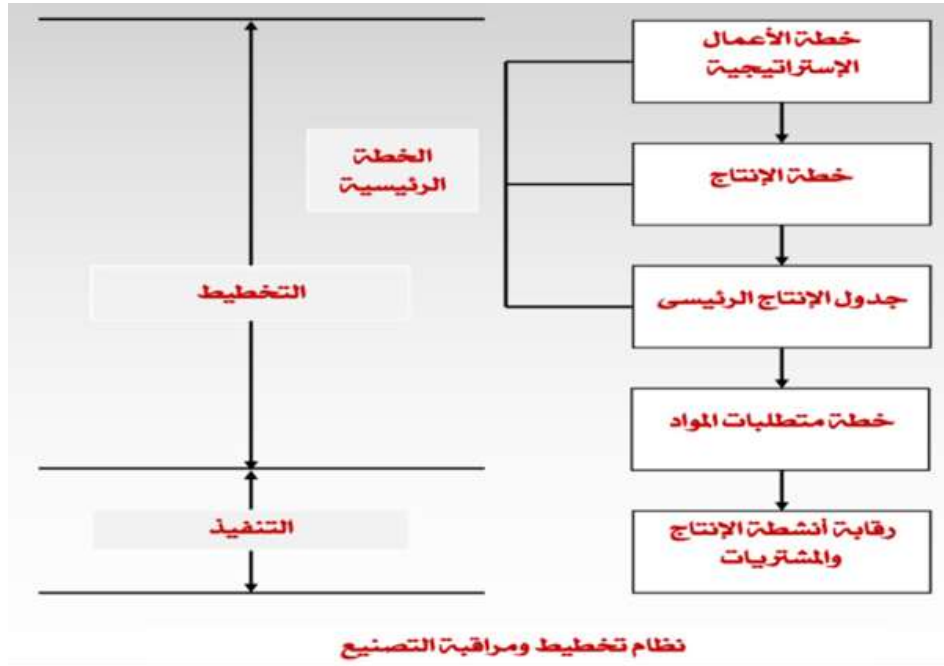 خطة الأعمال
الإستراتيجية
الخطة
الرئيسية
خطة الإنتاج
التخطيط
جدول الإنتاج الرئيسى
خطة متطلبات المواد
التنفيذ
رقابة أنشطة الإنتاج
والمشتريات
نظام تخطيط ومراقبة التصنيع